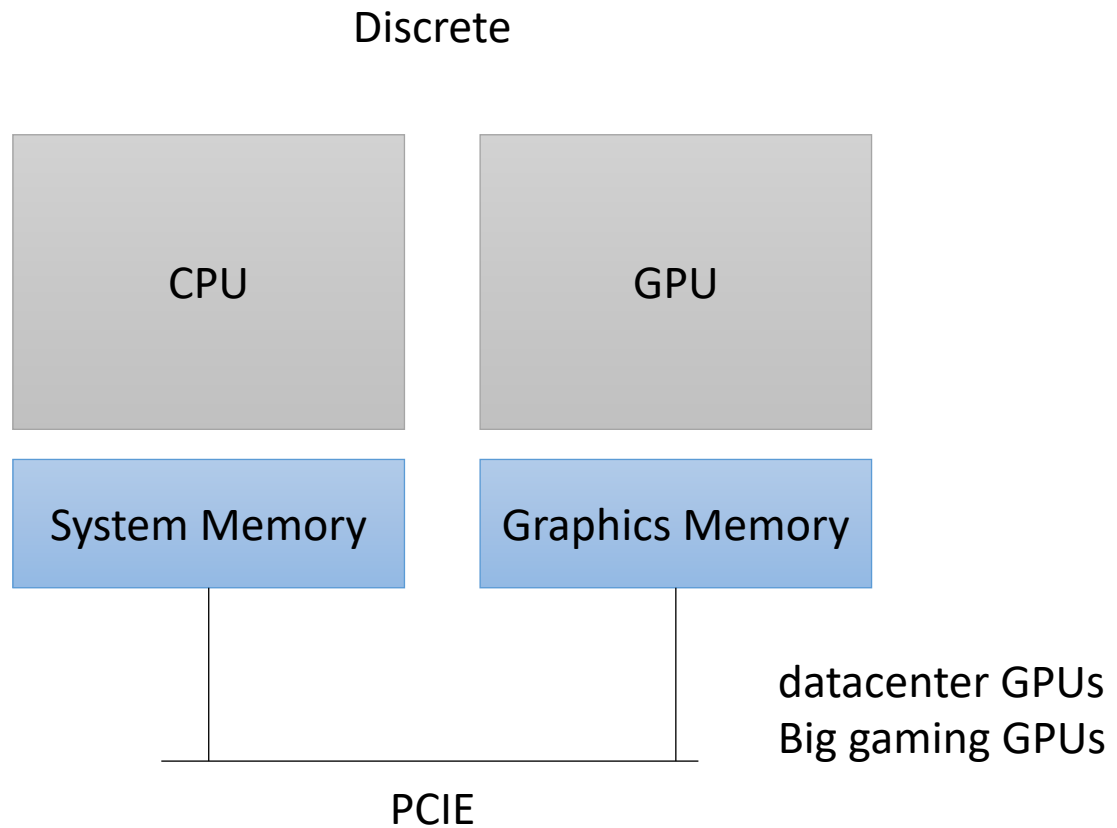 Discrete
CPU
GPU
System Memory
Graphics Memory
datacenter GPUs
Big gaming GPUs
PCIE